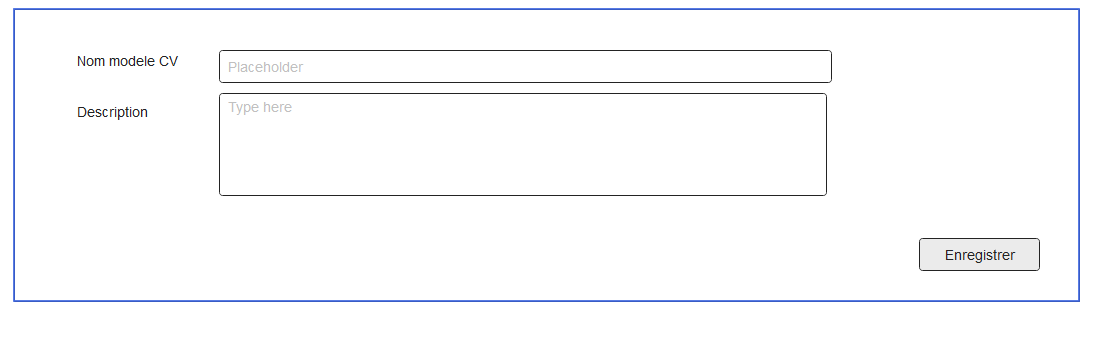 Nom modele CV
Placeholder
Description
Type here
Enregistrer